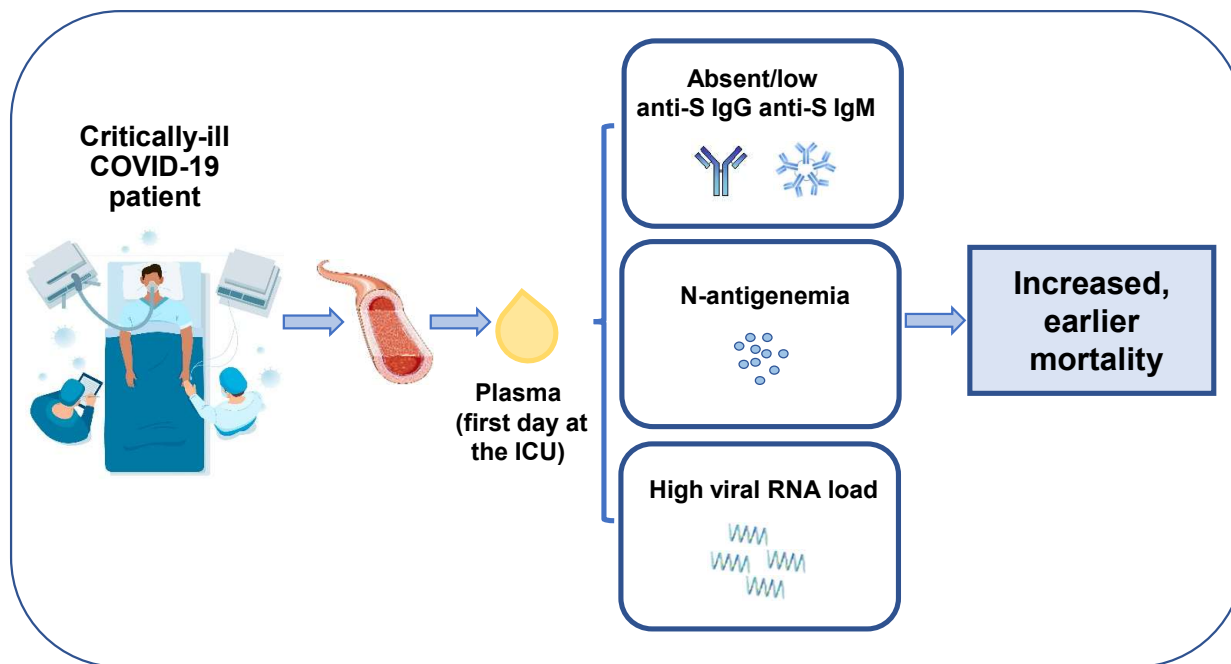 Critically-ill
COVID-19
patient
Plasma
(first day at
the ICU)
Absent/low
anti-S IgG anti-S IgM
N-antigenemia
High viral RNA load
Increased,
earlier
mortality